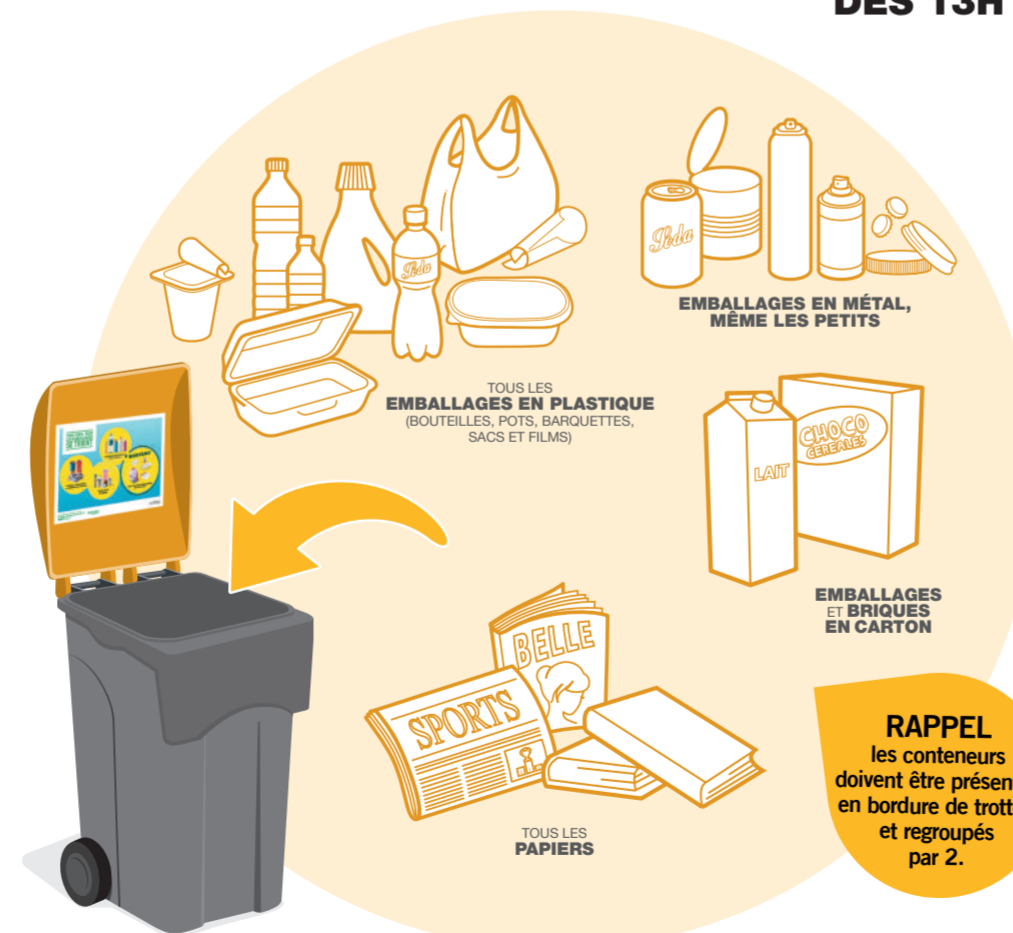 DÈS 13H
Soda
Soda
EMBALLAGES EN MÉTAL,
MÊME LES PETITS
TOUS LES
EMBALLAGES EN PLASTIQUE
(BOUTEILLES, POTS, BARQUETTES,
SACS ET FILMS)
CHOCO
CEREALES
LAIT
EMBALLAGES
ET BRIQUES
EN CARTON
BELLE
SPORTS
TOUS LES
PAPIERS
RAPPEL
les conteneurs
doivent être présen
en bordure de trott
et regroupés
par 2.